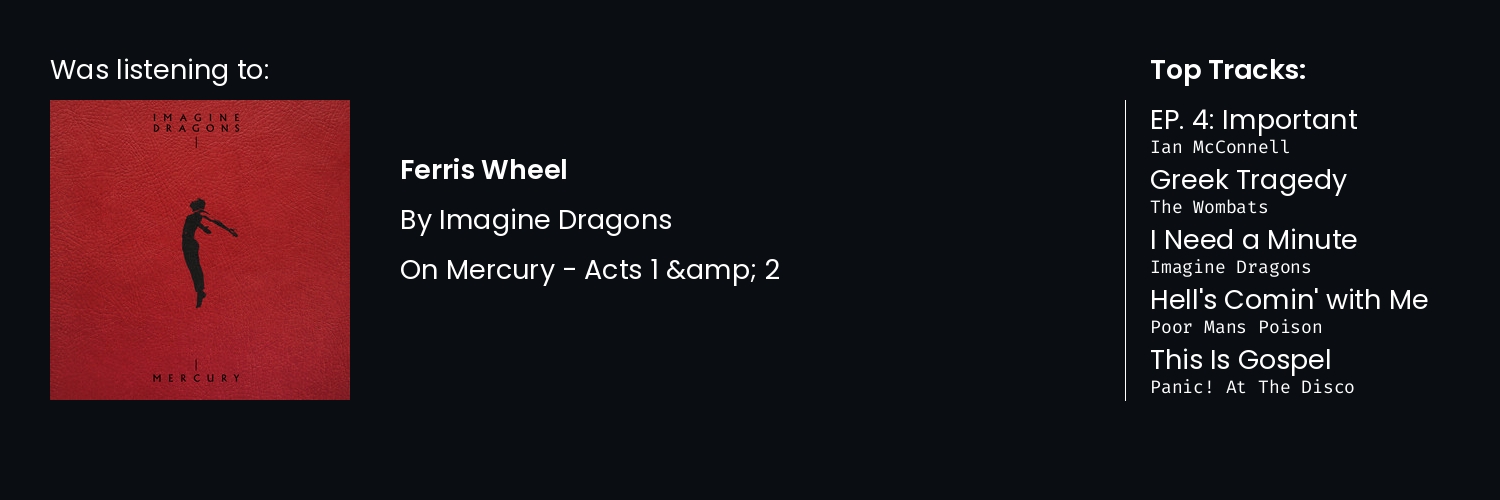 Was listening to:
IMAGINE
DRAGONS
MERCURY
Ferris Wheel
By Imagine Dragons
On Mercury - Acts 1 &amp;amp; 2
Top Tracks:
EP. 4: Important
Ian McConnell
Greek Tragedy
The Wombats
I Need a Minute
Imagine Dragons
Hell's Comin' with Me
Poor Mans Poison
This Is Gospel
Panic! At The Disco